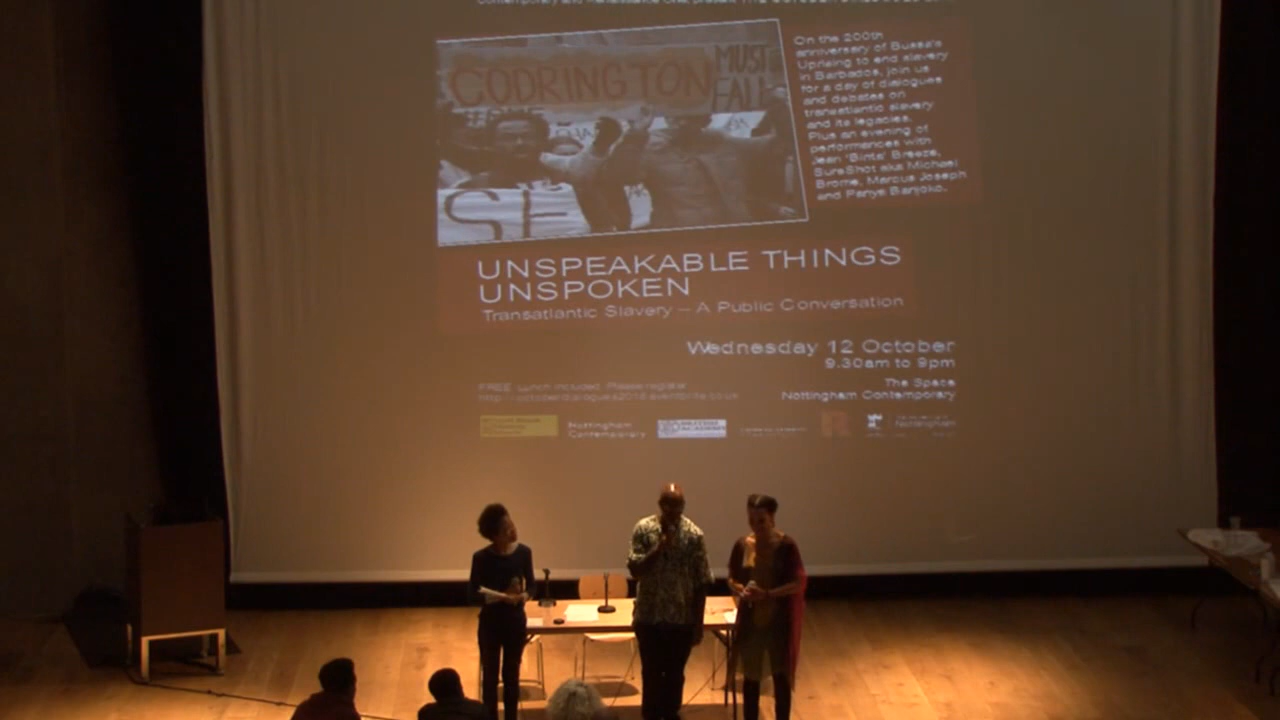 CODRINGTON
MUST
FALL
On the 200th
anniversary of Bussa's
Uprising to end slavery
in Barbados, join us
for a day of dialogues
and debates on
transatlantic slavery
and its legacies.
Plus an evening of
performances with
Jean 'Binta' Breeze,
SureShot aka Michael
Brome, Marcus Joseph
and Panya Banjoko.
UNSPEAKABLE THINGS
UNSPOKEN
Transatlantic Slavery – A Public Conversation
Wednesday 12 October
9.30am to 9pm
The Space
Nottingham Contemporary
FREE Lunch included. Please register
Nottingham
Contemporary
BRITISH
ACADEMY
Nottingham